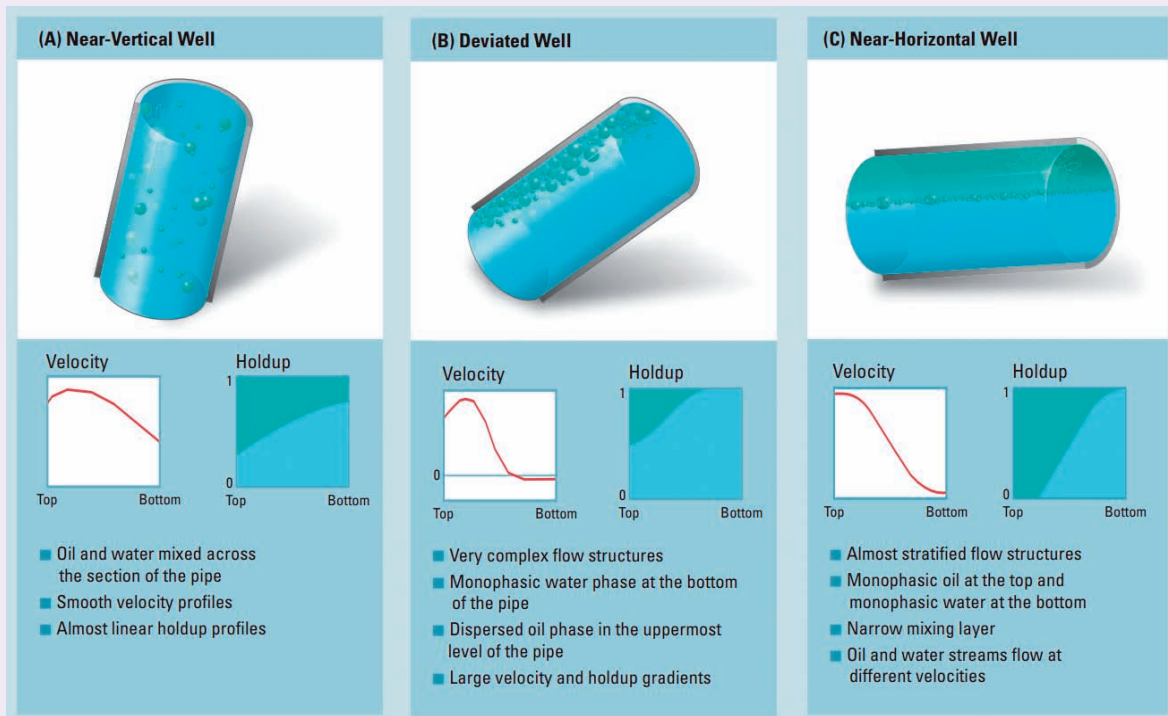 (A) Near-Vertical Well
Velocity
Holdup
1
0
Top
Bottom
Top
Bottom
Oil and water mixed across
the section of the pipe
Smooth velocity profiles
Almost linear holdup profiles
(B) Deviated Well
Velocity
Holdup
0
1
0
Top
Bottom
Top
Bottom
Very complex flow structures
Monophasic water phase at the bottom
of the pipe
Dispersed oil phase in the uppermost
level of the pipe
Large velocity and holdup gradients
(C) Near-Horizontal Well
Velocity
Holdup
1
0
Top
Bottom
Top
Bottom
Almost stratified flow structures
Monophasic oil at the top and
monophasic water at the bottom
Narrow mixing layer
Oil and water streams flow at
different velocities